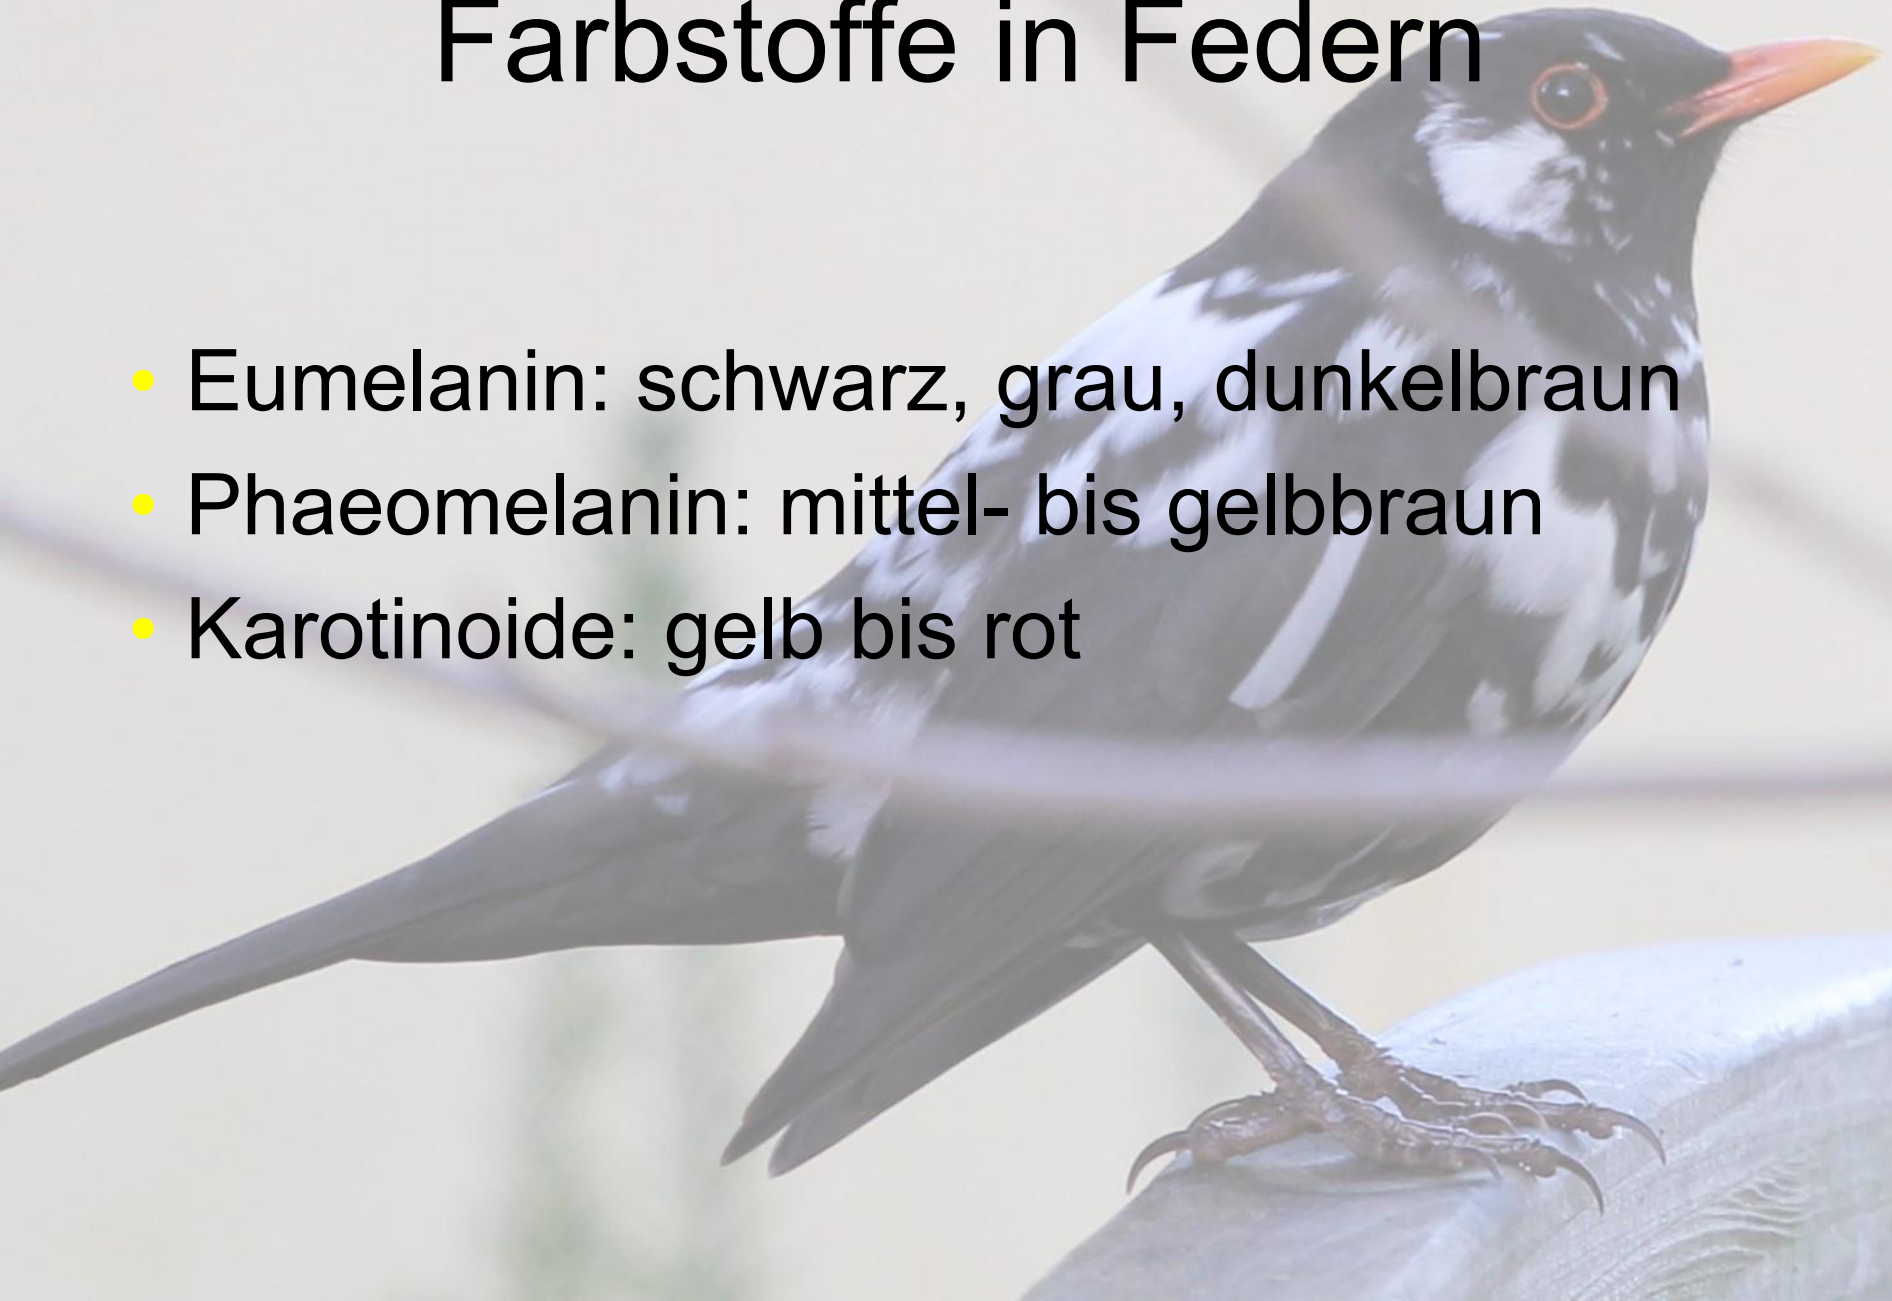 Farbstoffe in Federn
• Eumelanin: schwarz, grau, dunkelbraun
• Phaeomelanin: mittel- bis gelbbraun
• Karotinoide: gelb bis rot